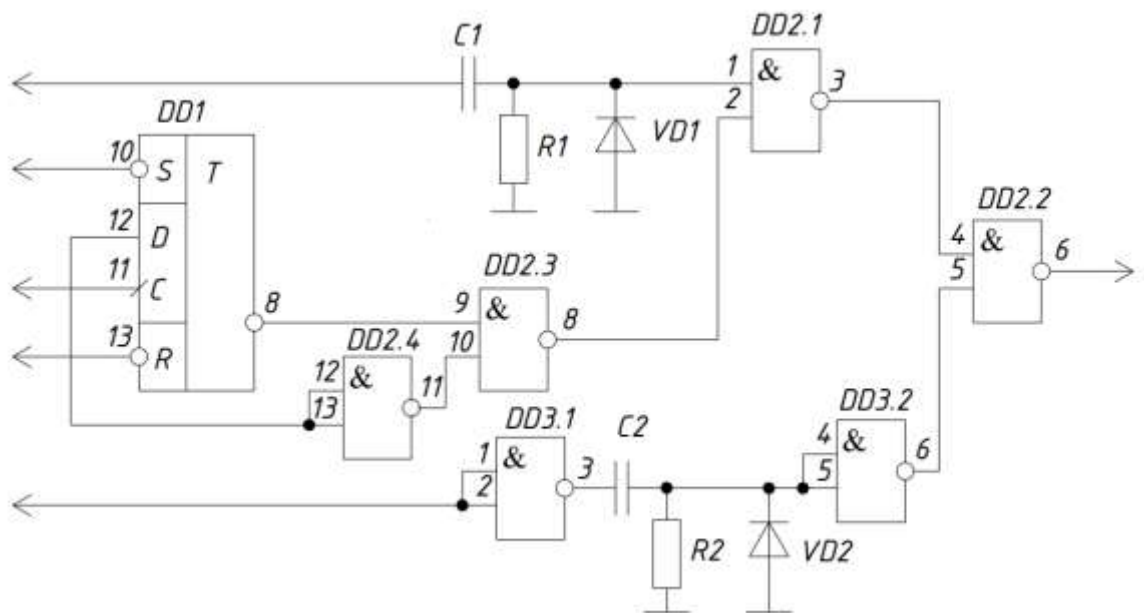 DD2.1
C1
1 & 3
2
DD1
R1 VD1
10 S T
DD2.2
12 D
4 &
5 6
11 C
DD2.3
9 &
8
8
13 R
10
DD2.4
12 &
11
13
DD3.1
C2
DD3.2
1 & 3
2
4 & 6
5
R2 VD2